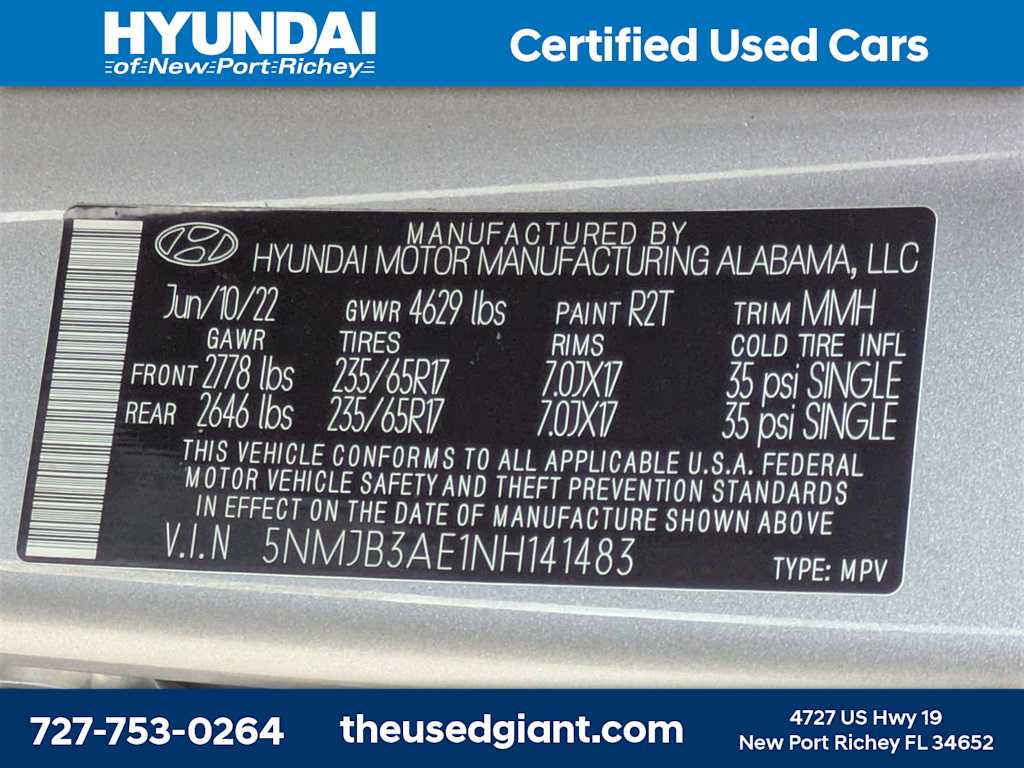 HYUNDAI
of New Port Richey
Certified Used Cars
MANUFACTURED BY
HYUNDAI MOTOR MANUFACTURING ALABAMA, LLC
Jun/10/22 GVWR 4629 lbs PAINT R2T TRIM MMH
GAWR TIRES RIMS COLD TIRE INFL
FRONT 2778 lbs 235/65R17 7.0JX17 35 psi SINGLE
REAR 2646 lbs 235/65R17 7.0JX17 35 psi SINGLE
THIS VEHICLE CONFORMS TO ALL APPLICABLE U.S.A. FEDERAL
MOTOR VEHICLE SAFETY AND THEFT PREVENTION STANDARDS
IN EFFECT ON THE DATE OF MANUFACTURE SHOWN ABOVE
V.I.N 5NMJB3AE1NH141483
TYPE: MPV
727-753-0264
theusedgiant.com
4727 US Hwy 19
New Port Richey FL 34652